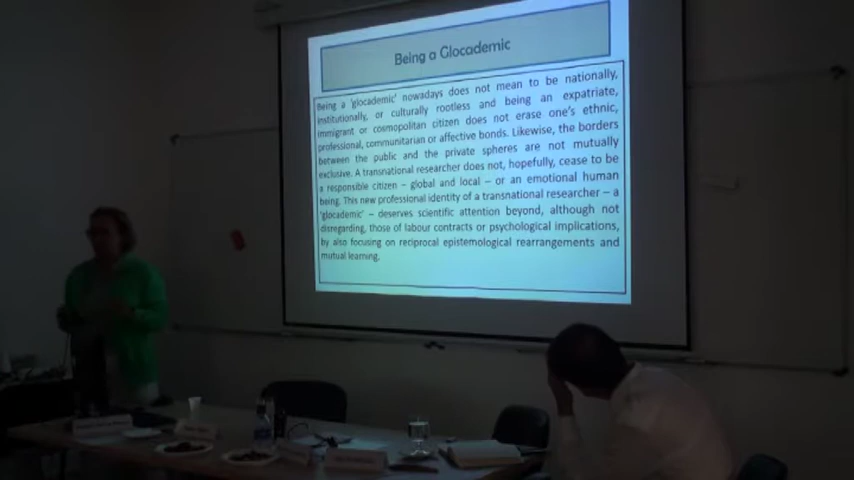 Being a Glocademic
Being a 'glocademic' nowadays does not mean to be nationally,
institutionally, or culturally rootless and being an expatriate,
immigrant or cosmopolitan citizen does not erase one's ethnic,
professional, communitarian or affective bonds. Likewise, the borders
between the public and the private spheres are not mutually
exclusive. A transnational researcher does not, hopefully, cease to be
a responsible citizen – global and local – or an emotional human
being. This new professional identity of a transnational researcher – a
'glocademic' – deserves scientific attention beyond, although not
disregarding, those of labour contracts or psychological implications,
by also focusing on reciprocal epistemological rearrangements and
mutual learning.